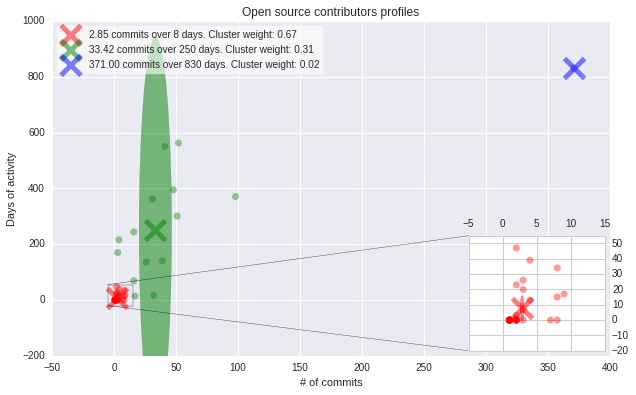 Open source contributors profiles
1000
2.85 commits over 8 days. Cluster weight: 0.67
33.42 commits over 250 days. Cluster weight: 0.31
371.00 commits over 830 days. Cluster weight: 0.02
800
600
400
200
0
−200
Days of activity
−5 0 5 10 15
50
40
30
20
10
0
−10
−20
−50 0 50 100 150 200 250 300 350 400
# of commits